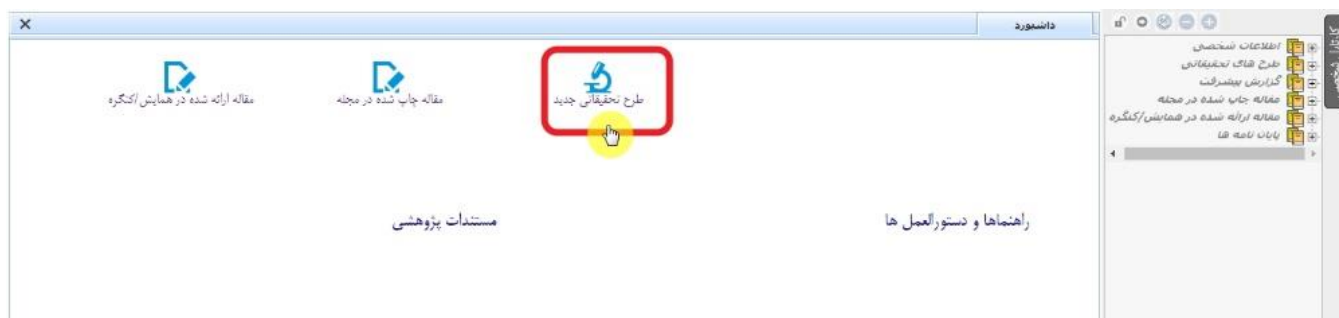 داشبورد
طرح تحقیقاتی جدید
مقاله چاپ شده در مجله
مقاله ارائه شده در همایش/کنگره
راهنماها و دستورالعمل ها
مستندات پژوهشی
اطلاعات شخصی
طرح های تحقیقاتی
گزارش پیشرفت
مقاله چاپ شده در مجله
مقاله ارائه شده در همایش/کنگره
پایان نامه ها